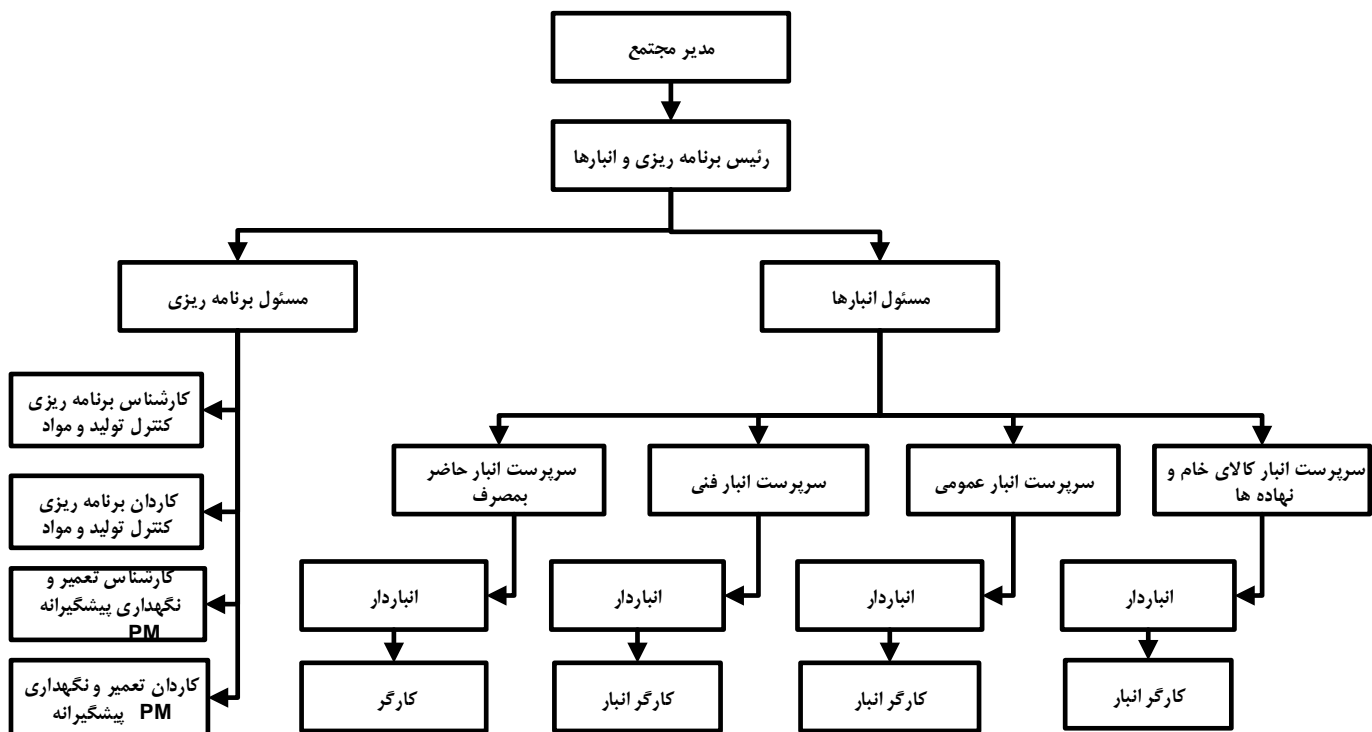 مدیر مجتمع
رئیس برنامه ریزی و انبارها
مسئول انبارها
مسئول برنامه ریزی
سرپرست انبار کالای خام و
نهاده ها
سرپرست انبار عمومی
سرپرست انبار فنی
سرپرست انبار حاضر
بمصرف
انباردار
انباردار
انباردار
انباردار
کارگر انبار
کارگر انبار
کارگر انبار
کارگر
کارشناس برنامه ریزی
کنترل تولید و مواد
کاردان برنامه ریزی
کنترل تولید و مواد
کارشناس تعمیر و
نگهداری پیشگیرانه
PM
کاردان تعمیر و نگهداری
پیشگیرانه PM